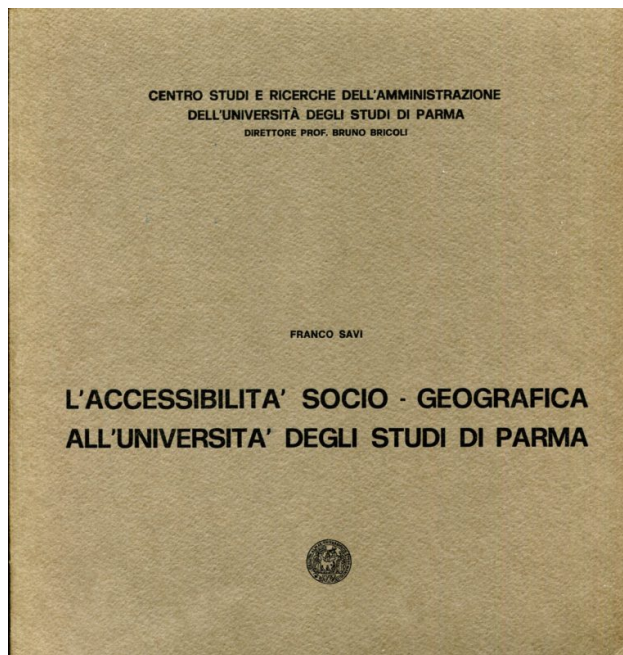 CENTRO STUDI E RICERCHE DELL'AMMINISTRAZIONE
DELL'UNIVERSITÀ DEGLI STUDI DI PARMA
DIRETTORE PROF. BRUNO BRICOLI
FRANCO SAVI
L'ACCESSIBILITA' SOCIO - GEOGRAFICA
ALL'UNIVERSITA' DEGLI STUDI DI PARMA